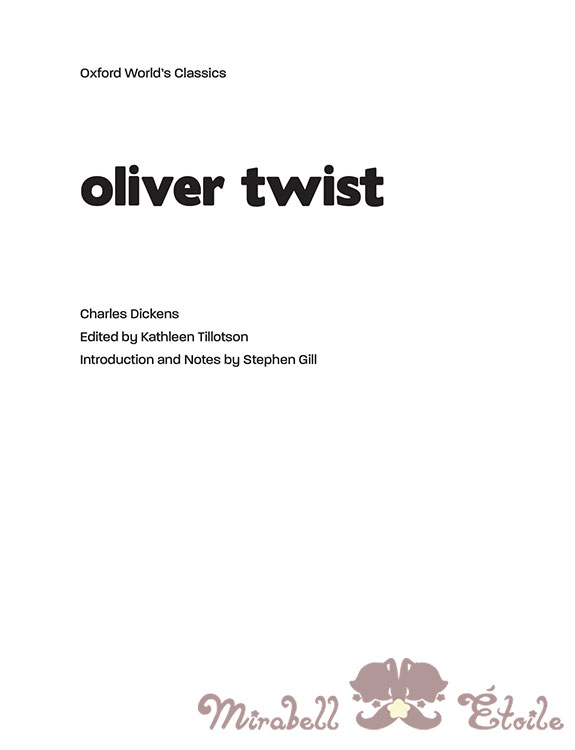 Oxford World's Classics
oliver twist
Charles Dickens
Edited by Kathleen Tillotson
Introduction and Notes by Stephen Gill
Mirabell Étoile